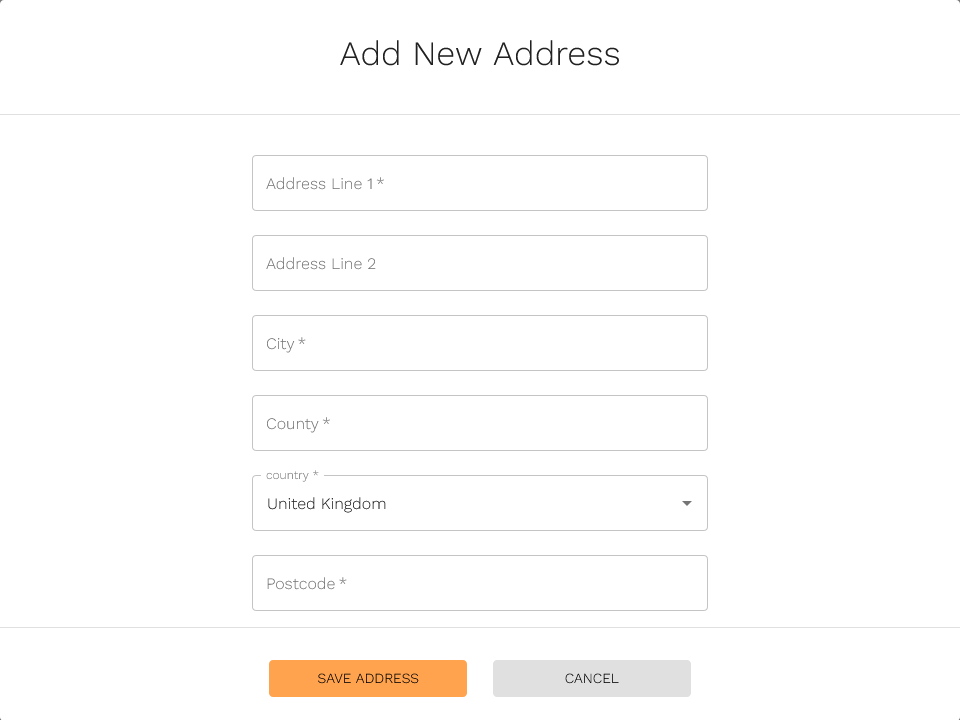 Add New Address
Address Line 1 *
Address Line 2
City *
County *
country *
United Kingdom
Postcode *
SAVE ADDRESS
CANCEL